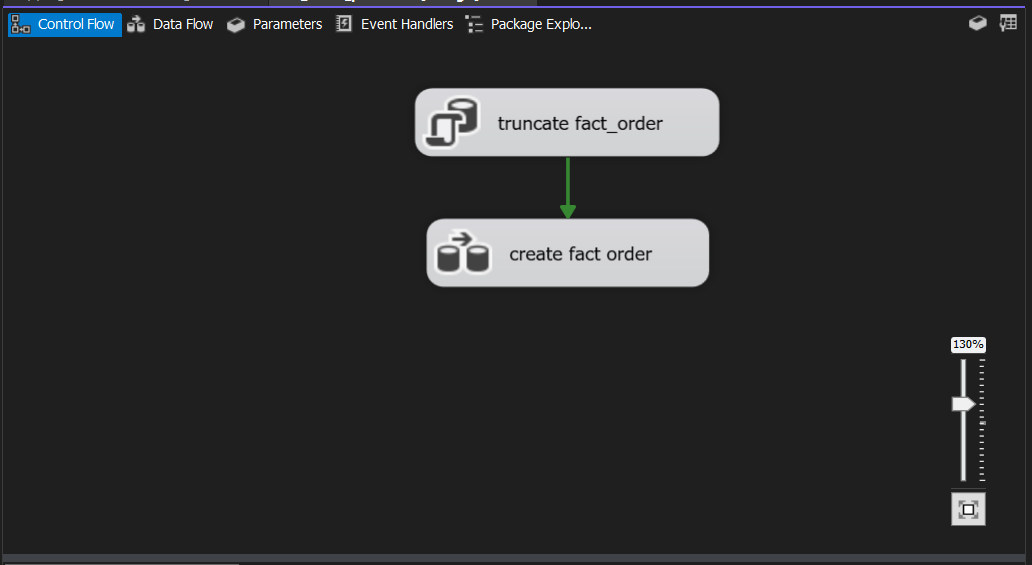 Control Flow
Data Flow
Parameters
Event Handlers
Package Explo...
truncate fact_order
create fact order
130%